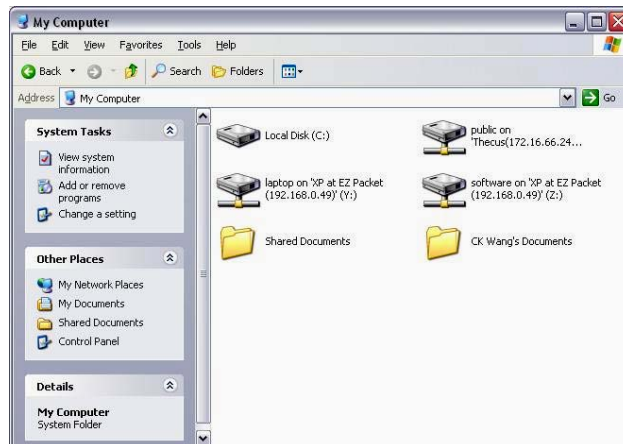 My Computer
File Edit View Favorites Tools Help
Back Search Folders
Address My Computer Go
System Tasks
View system
information
Add or remove
programs
Change a setting
Other Places
My Network Places
My Documents
Shared Documents
Control Panel
Details
My Computer
System Folder
Local Disk (C:)
public on
'Thecus(172.16.66.24...
laptop on 'XP at EZ Packet
(192.168.0.49)' (Y:)
software on 'XP at EZ Packet
(192.168.0.49)' (Z:)
Shared Documents
CK Wang's Documents